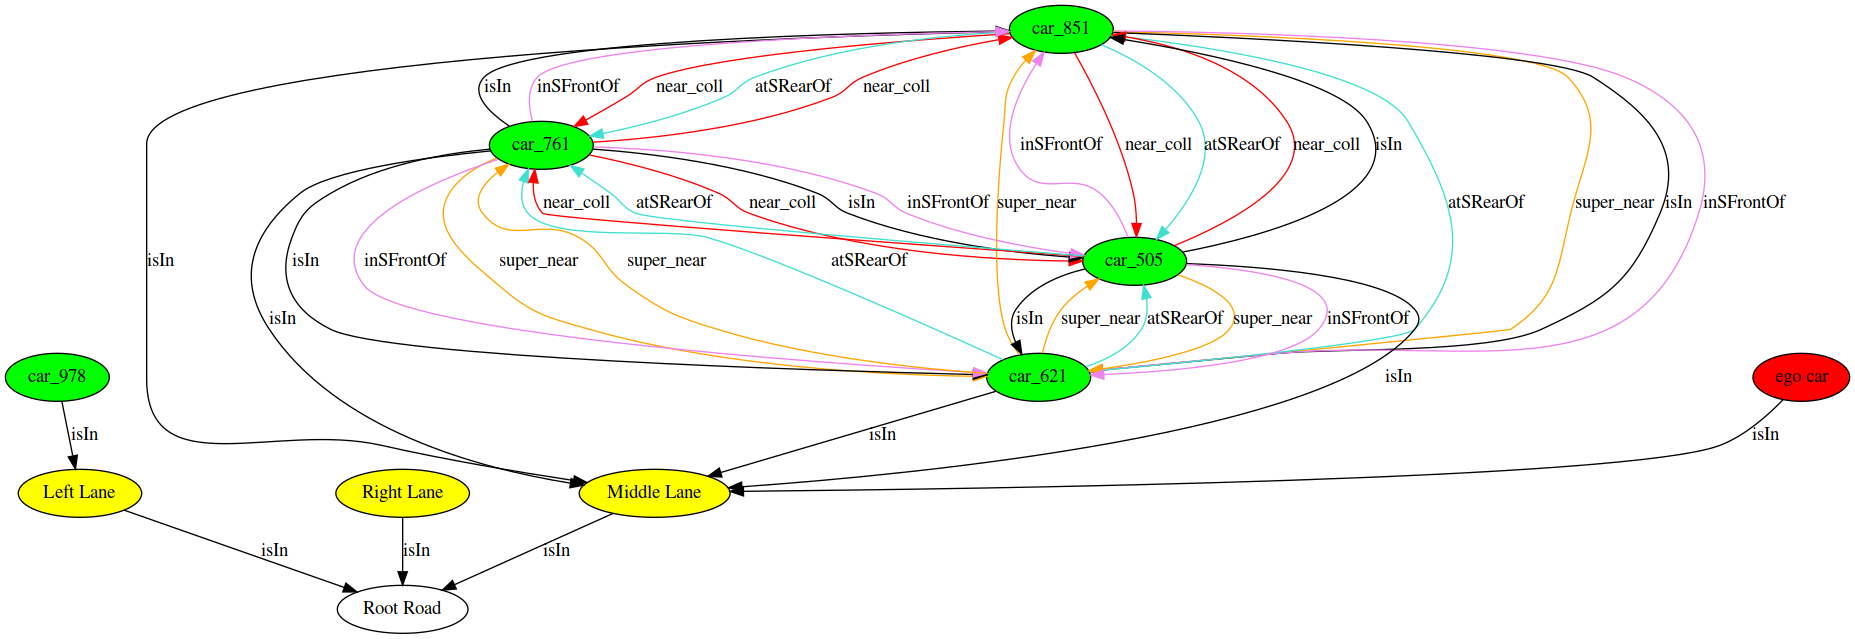 car_851
isIn
inSFrontOf
near_coll
atSRearOf
near_coll
car_761
inSFrontOf
near_coll
atSRearOf
near_coll
isIn
near_coll
atSRearOf
near_coll
isIn
inSFrontOf
super_near
atSRearOf
super_near
isIn
inSFrontOf
isIn
isIn
inSFrontOf
super_near
super_near
atSRearOf
car_505
isIn
isIn
super_near
atSRearOf
super_near
inSFrontOf
car_978
car_621
isIn
ego car
isIn
isIn
isIn
Left Lane
Right Lane
Middle Lane
isIn
isIn
isIn
Root Road